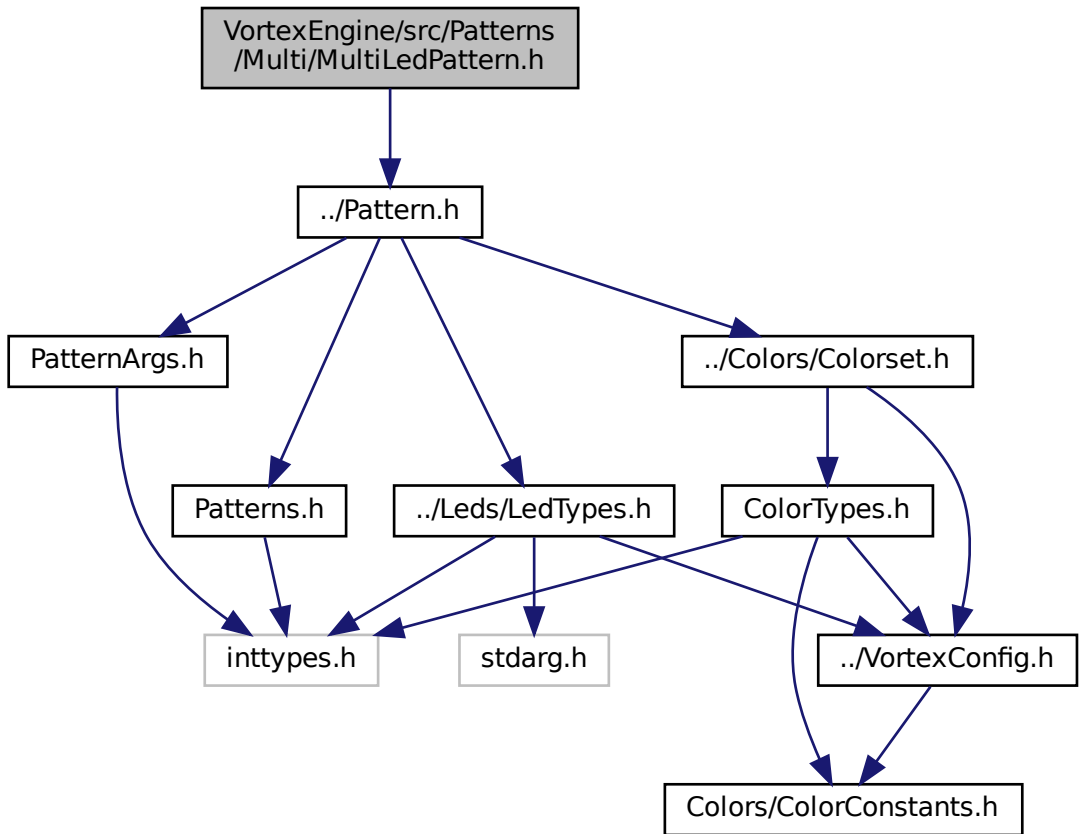 VortexEngine/src/Patterns
/Multi/MultiLedPattern.h
../Pattern.h
PatternArgs.h
../Colors/Colorset.h
Patterns.h
../Leds/LedTypes.h
ColorTypes.h
inttypes.h
stdarg.h
../VortexConfig.h
Colors/ColorConstants.h